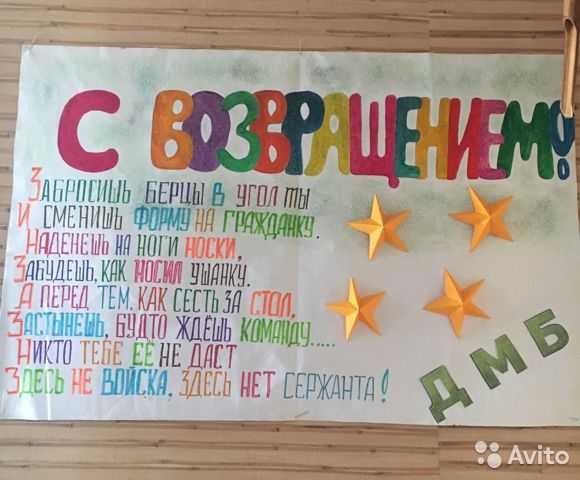 С ВОЗВРАЩЕНИЕМ!
ЗАБРОСИШЬ БЕРЦЫ В УГОЛ ТЫ
И СМЕНИШЬ ФОРМУ НА ГРАЖДАНКУ.
НАДЕНЕШЬ НА НОГИ НОСКИ,
ЗАБУДЕШЬ, КАК НОСИЛ УШАНКУ.
А ПЕРЕД ТЕМ, КАК СЕСТЬ ЗА СТОЛ,
ЗАСТЫНЕШЬ, БУДТО ЖДЁШЬ КОМАНДУ.....
НИКТО ТЕБЕ ЕЁ НЕ ДАСТ
ЗДЕСЬ НЕ ВОЙСКА, ЗДЕСЬ НЕТ СЕРЖАНТА!
ДМБ
Avito